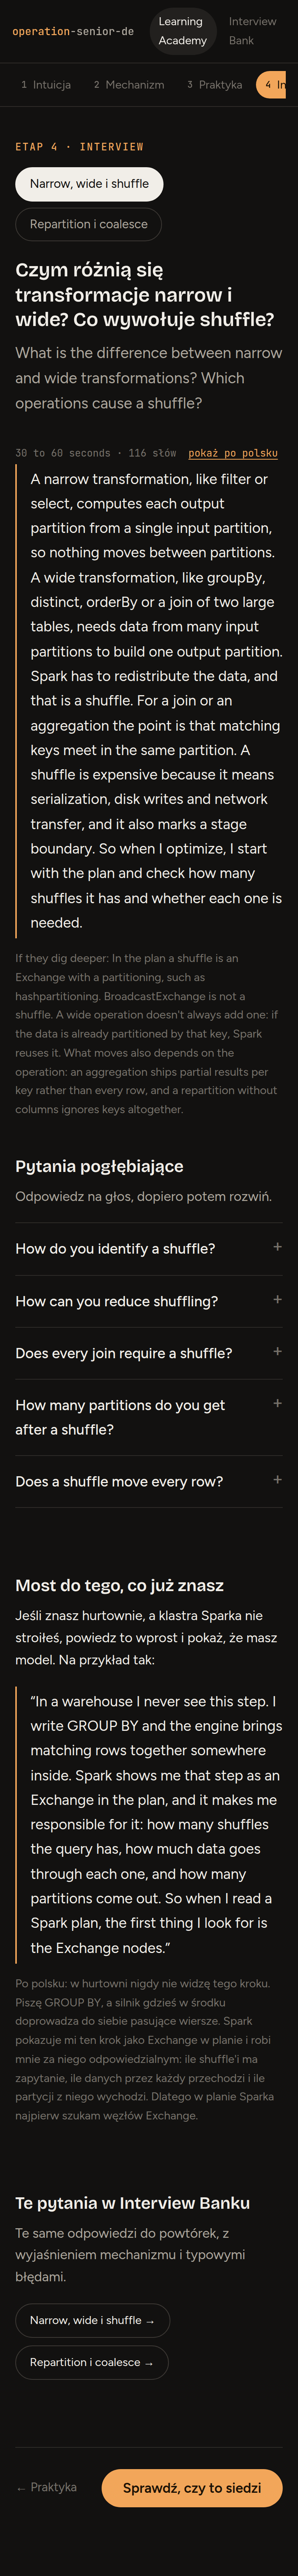 operation-senior-de
Learning
Academy
Interview
Bank
1 Intuicja
2 Mechanizm
3 Praktyka
4 In
ETAP 4 · INTERVIEW
Narrow, wide i shuffle
Repartition i coalesce
Czym różnią się
transformacje narrow i
wide? Co wywołuje shuffle?
What is the difference between narrow
and wide transformations? Which
operations cause a shuffle?
30 to 60 seconds · 116 słów pokaż po polsku
A narrow transformation, like filter or
select, computes each output
partition from a single input partition,
so nothing moves between partitions.
A wide transformation, like groupBy,
distinct, orderBy or a join of two large
tables, needs data from many input
partitions to build one output partition.
Spark has to redistribute the data, and
that is a shuffle. For a join or an
aggregation the point is that matching
keys meet in the same partition. A
shuffle is expensive because it means
serialization, disk writes and network
transfer, and it also marks a stage
boundary. So when I optimize, I start
with the plan and check how many
shuffles it has and whether each one is
needed.
If they dig deeper: In the plan a shuffle is an
Exchange with a partitioning, such as
hashpartitioning. BroadcastExchange is not a
shuffle. A wide operation doesn't always add one: if
the data is already partitioned by that key, Spark
reuses it. What moves also depends on the
operation: an aggregation ships partial results per
key rather than every row, and a repartition without
columns ignores keys altogether.
Pytania pogłębiające
Odpowiedz na głos, dopiero potem rozwiń.
How do you identify a shuffle? +
How can you reduce shuffling? +
Does every join require a shuffle? +
How many partitions do you get +
after a shuffle?
Does a shuffle move every row? +
Most do tego, co już znasz
Jeśli znasz hurtownie, a klastra Sparka nie
stroiłeś, powiedz to wprost i pokaż, że masz
model. Na przykład tak:
“In a warehouse I never see this step. I
write GROUP BY and the engine brings
matching rows together somewhere
inside. Spark shows me that step as an
Exchange in the plan, and it makes me
responsible for it: how many shuffles
the query has, how much data goes
through each one, and how many
partitions come out. So when I read a
Spark plan, the first thing I look for is
the Exchange nodes.”
Po polsku: w hurtowni nigdy nie widzę tego kroku.
Piszę GROUP BY, a silnik gdzieś w środku
doprowadza do siebie pasujące wiersze. Spark
pokazuje mi ten krok jako Exchange w planie i robi
mnie za niego odpowiedzialnym: ile shuffle'i ma
zapytanie, ile danych przez każdy przechodzi i ile
partycji z niego wychodzi. Dlatego w planie Sparka
najpierw szukam węzłów Exchange.
Te pytania w Interview Banku
Te same odpowiedzi do powtórek, z
wyjaśnieniem mechanizmu i typowymi
błędami.
Narrow, wide i shuffle →
Repartition i coalesce →
← Praktyka
Sprawdź, czy to siedzi